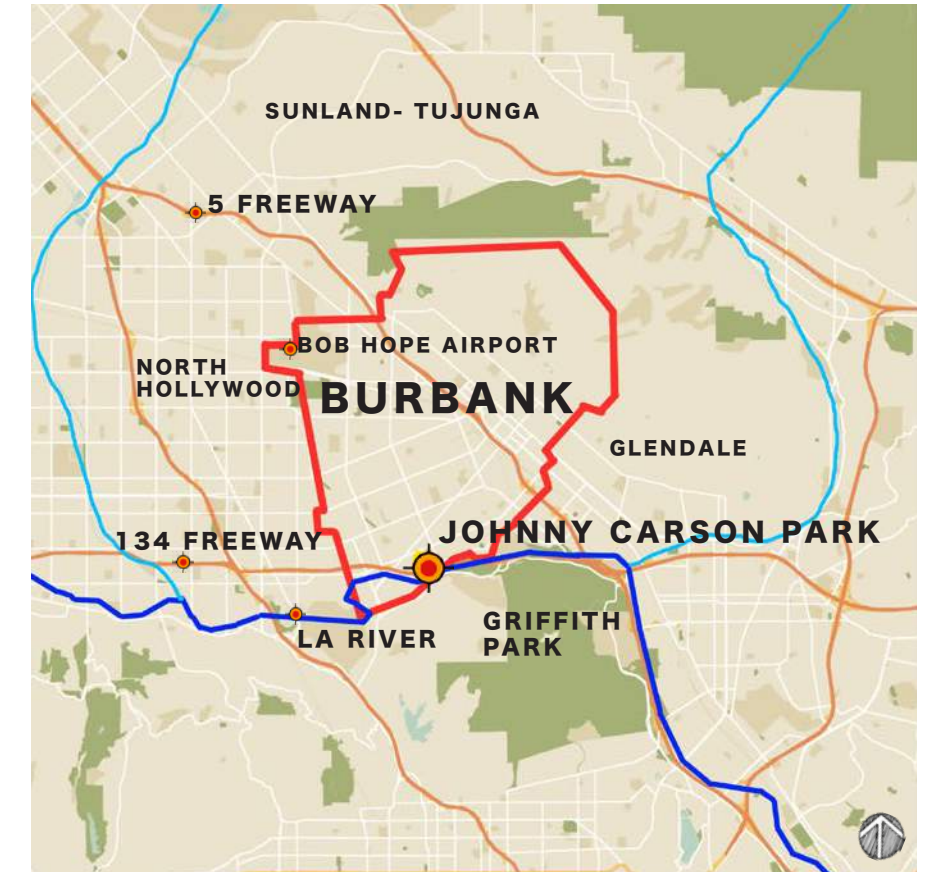 SUNLAND- TUJUNGA
5 FREEWAY
BOB HOPE AIRPORT
NORTH
HOLLYWOOD
BURBANK
GLENDALE
JOHNNY CARSON PARK
134 FREEWAY
GRIFFITH
PARK
LA RIVER